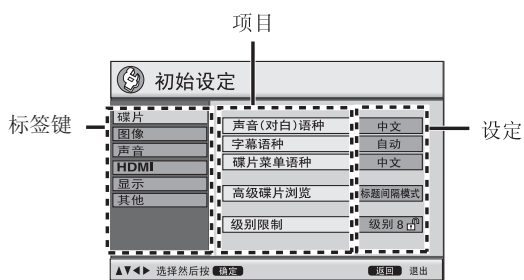 项目
初始设定
标签键
设定
碟片
图像
声音
HDMI
显示
其他
声音(对白)语种 中文
字幕语种 自动
碟片菜单语种 中文
高级碟片浏览 标题间隔模式
级别限制 级别 8
▲▼◀▶ 选择然后按 确定 返回 退出